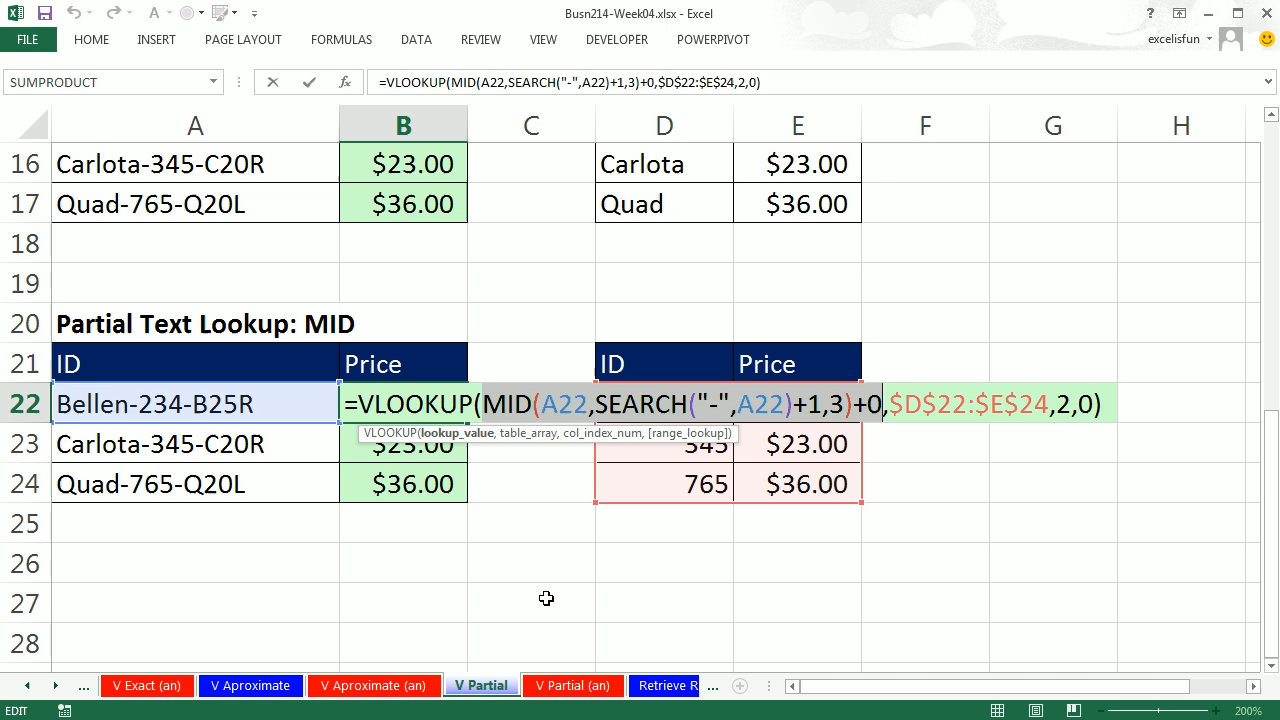 Busn214-Week04.xlsx - Excel
FILE HOME INSERT PAGE LAYOUT FORMULAS DATA REVIEW VIEW DEVELOPER POWERPIVOT excelisfun
SUMPRODUCT =VLOOKUP(MID(A22,SEARCH("-",A22)+1,3)+0,$D$22:$E$24,2,0)
A B C D E F G H
16 Carlota-345-C20R $23.00 Carlota $23.00
17 Quad-765-Q20L $36.00 Quad $36.00
18
19
20 Partial Text Lookup: MID
21 ID Price ID Price
22 Bellen-234-B25R =VLOOKUP(MID(A22,SEARCH("-",A22)+1,3)+0,$D$22:$E$24,2,0)
VLOOKUP(lookup_value, table_array, col_index_num, [range_lookup])
23 Carlota-345-C20R $23.00 345 $23.00
24 Quad-765-Q20L $36.00 765 $36.00
25
26
27
28
... V Exact (an) V Aproximate V Aproximate (an) V Partial V Partial (an) Retrieve R ...
EDIT 200%